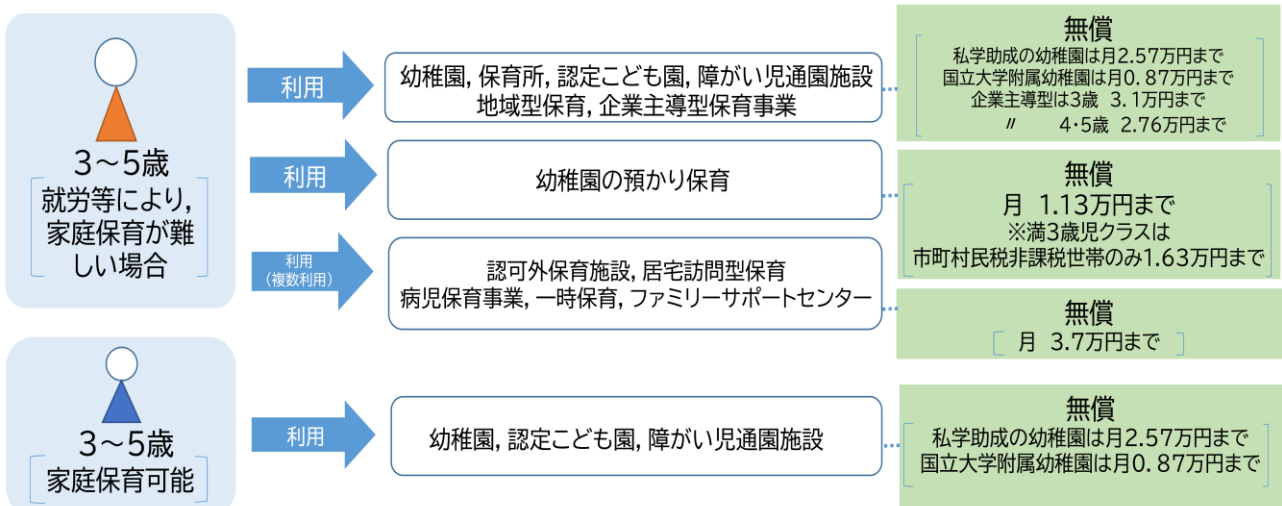 3~5歳
就労等により,
家庭保育が難
しい場合
利用
幼稚園, 保育所, 認定こども園, 障がい児通園施設
地域型保育, 企業主導型保育事業
無償
私学助成の幼稚園は月2.57万円まで
国立大学附属幼稚園は月0.87万円まで
企業主導型は3歳 3.1万円まで
〃 4・5歳 2.76万円まで
利用
幼稚園の預かり保育
無償
月 1.13万円まで
※満3歳児クラスは
市町村民税非課税世帯のみ1.63万円まで
利用
(複数利用)
認可外保育施設, 居宅訪問型保育
病児保育事業, 一時保育, ファミリーサポートセンター
無償
月 3.7万円まで
3~5歳
家庭保育可能
利用
幼稚園, 認定こども園, 障がい児通園施設
無償
私学助成の幼稚園は月2.57万円まで
国立大学附属幼稚園は月0.87万円まで